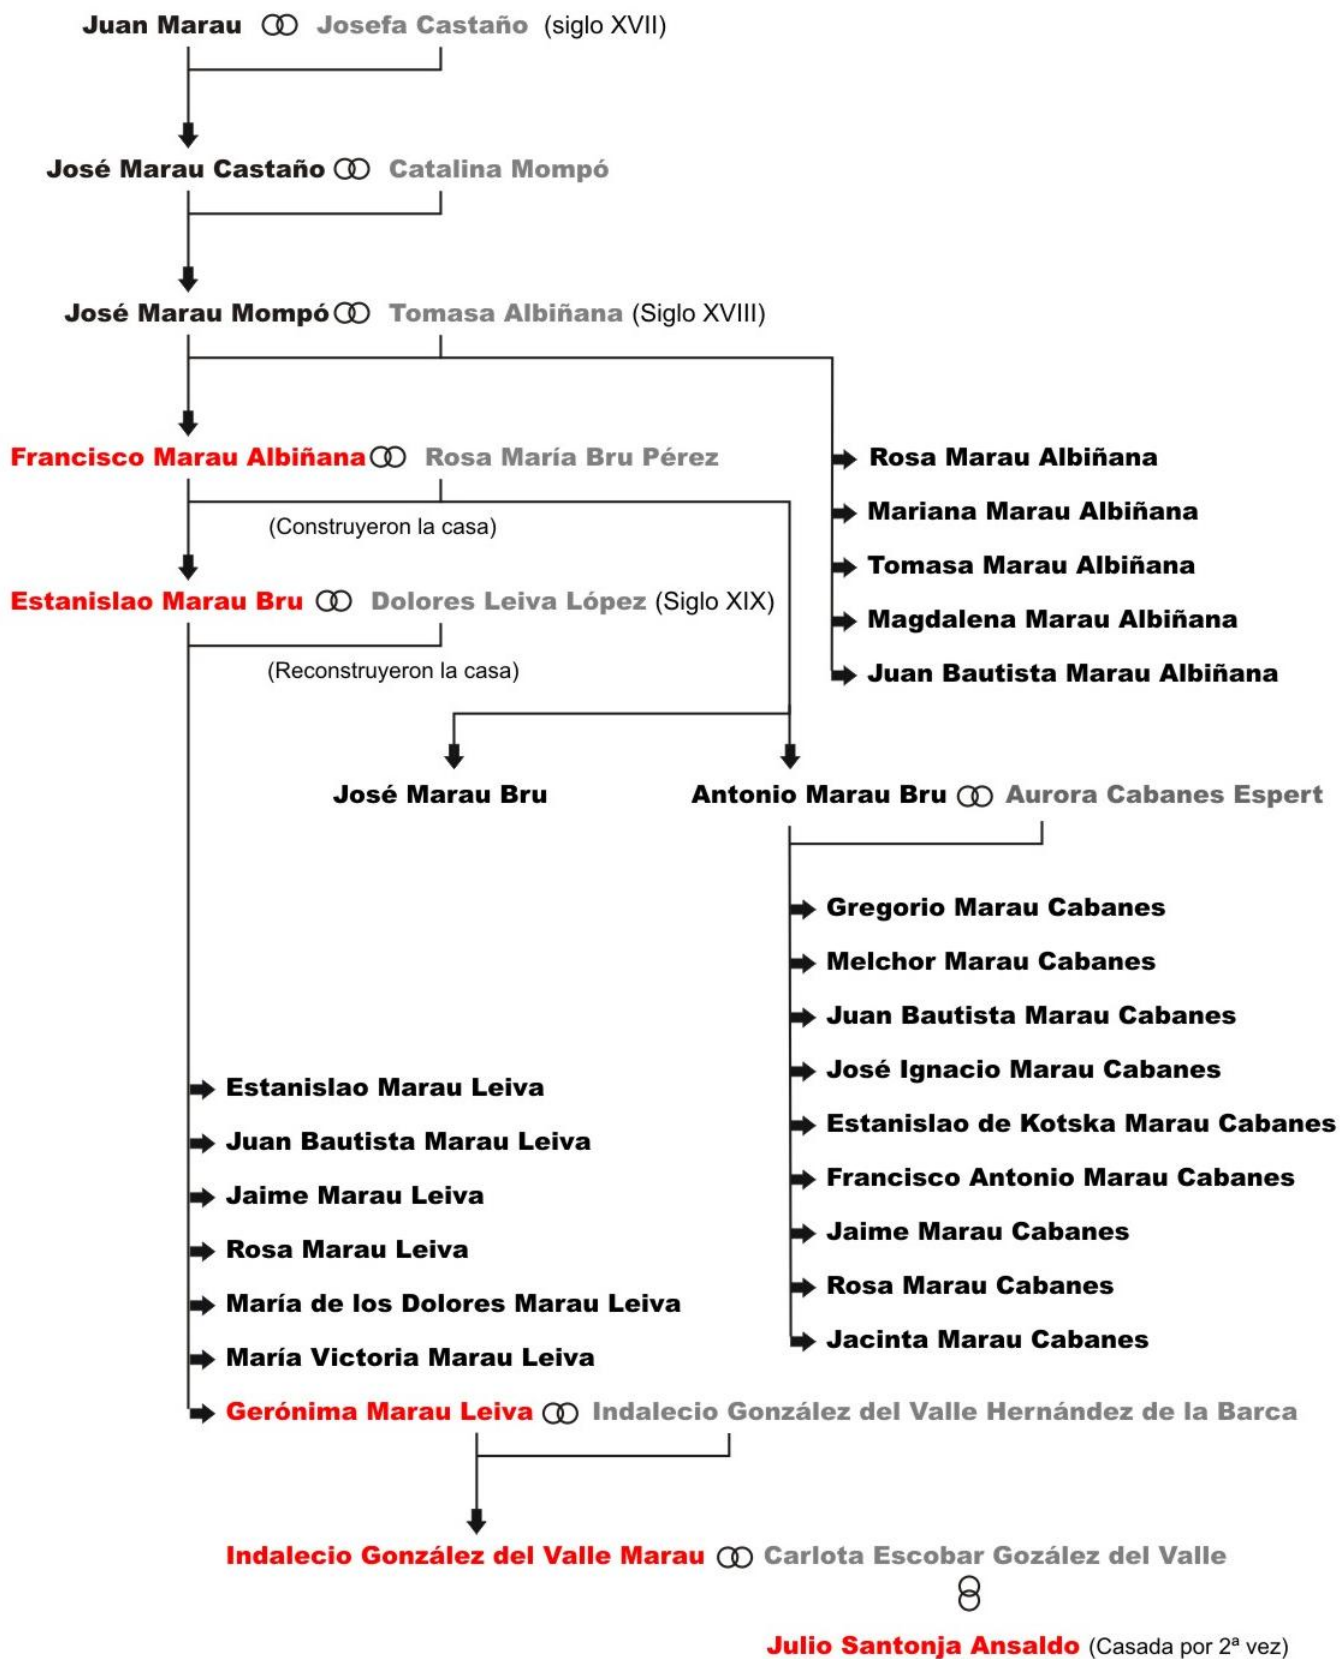 Juan Marau Josefa Castaño (siglo XVII)
José Marau Castaño Catalina Mompó
José Marau Mompó Tomasa Albiñana (Siglo XVIII)
Francisco Marau Albiñana Rosa María Bru Pérez
(Construyeron la casa)
Rosa Marau Albiñana
Mariana Marau Albiñana
Tomasa Marau Albiñana
Magdalena Marau Albiñana
Juan Bautista Marau Albiñana
Estanislao Marau Bru Dolores Leiva López (Siglo XIX)
(Reconstruyeron la casa)
José Marau Bru
Antonio Marau Bru Aurora Cabanes Espert
Gregorio Marau Cabanes
Melchor Marau Cabanes
Juan Bautista Marau Cabanes
José Ignacio Marau Cabanes
Estanislao de Kotska Marau Cabanes
Francisco Antonio Marau Cabanes
Jaime Marau Cabanes
Rosa Marau Cabanes
Jacinta Marau Cabanes
Estanislao Marau Leiva
Juan Bautista Marau Leiva
Jaime Marau Leiva
Rosa Marau Leiva
María de los Dolores Marau Leiva
María Victoria Marau Leiva
Gerónima Marau Leiva Indalecio González del Valle Hernández de la Barca
Indalecio González del Valle Marau Carlota Escobar Gozález del Valle
Julio Santonja Ansaldo (Casada por 2ª vez)